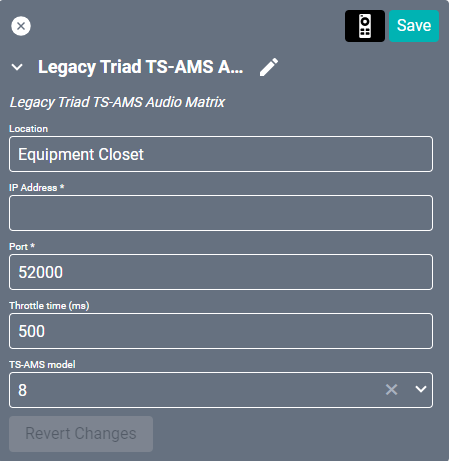 Save
Legacy Triad TS-AMS A...
Legacy Triad TS-AMS Audio Matrix
Location
Equipment Closet
IP Address *
Port *
52000
Throttle time (ms)
500
TS-AMS model
8
Revert Changes